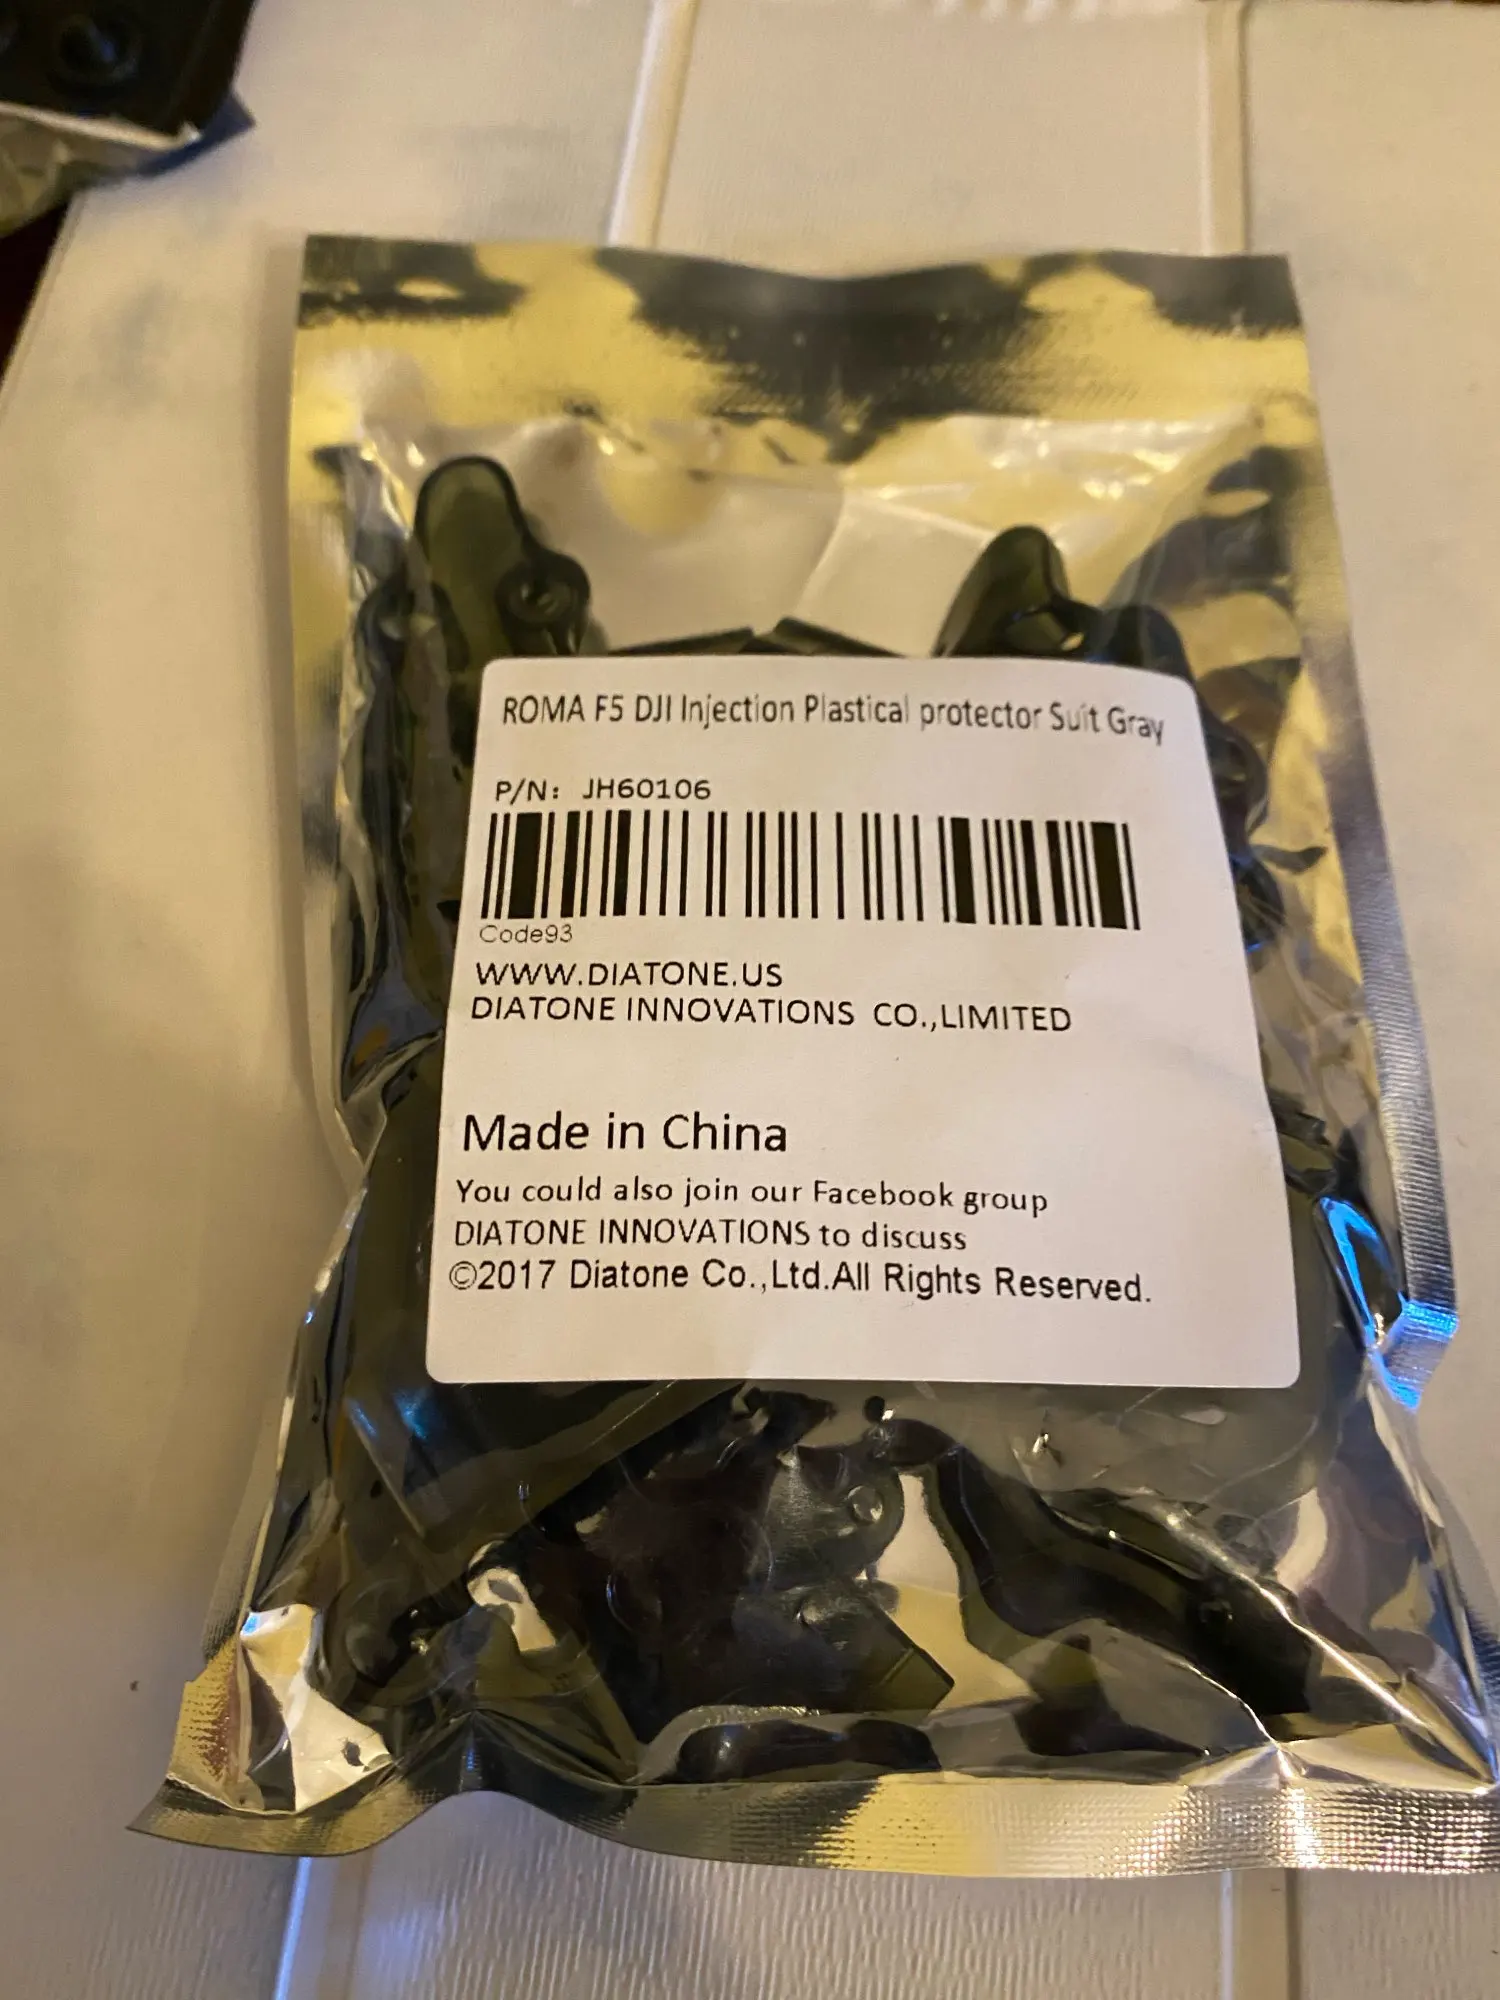 ROMA F5 DJI Injection Plastical protector Suit Gray
P/N: JH60106
Code93
WWW.DIATONE.US
DIATONE INNOVATIONS CO.,LIMITED
Made in China
You could also join our Facebook group
DIATONE INNOVATIONS to discuss
©2017 Diatone Co.,Ltd.All Rights Reserved.